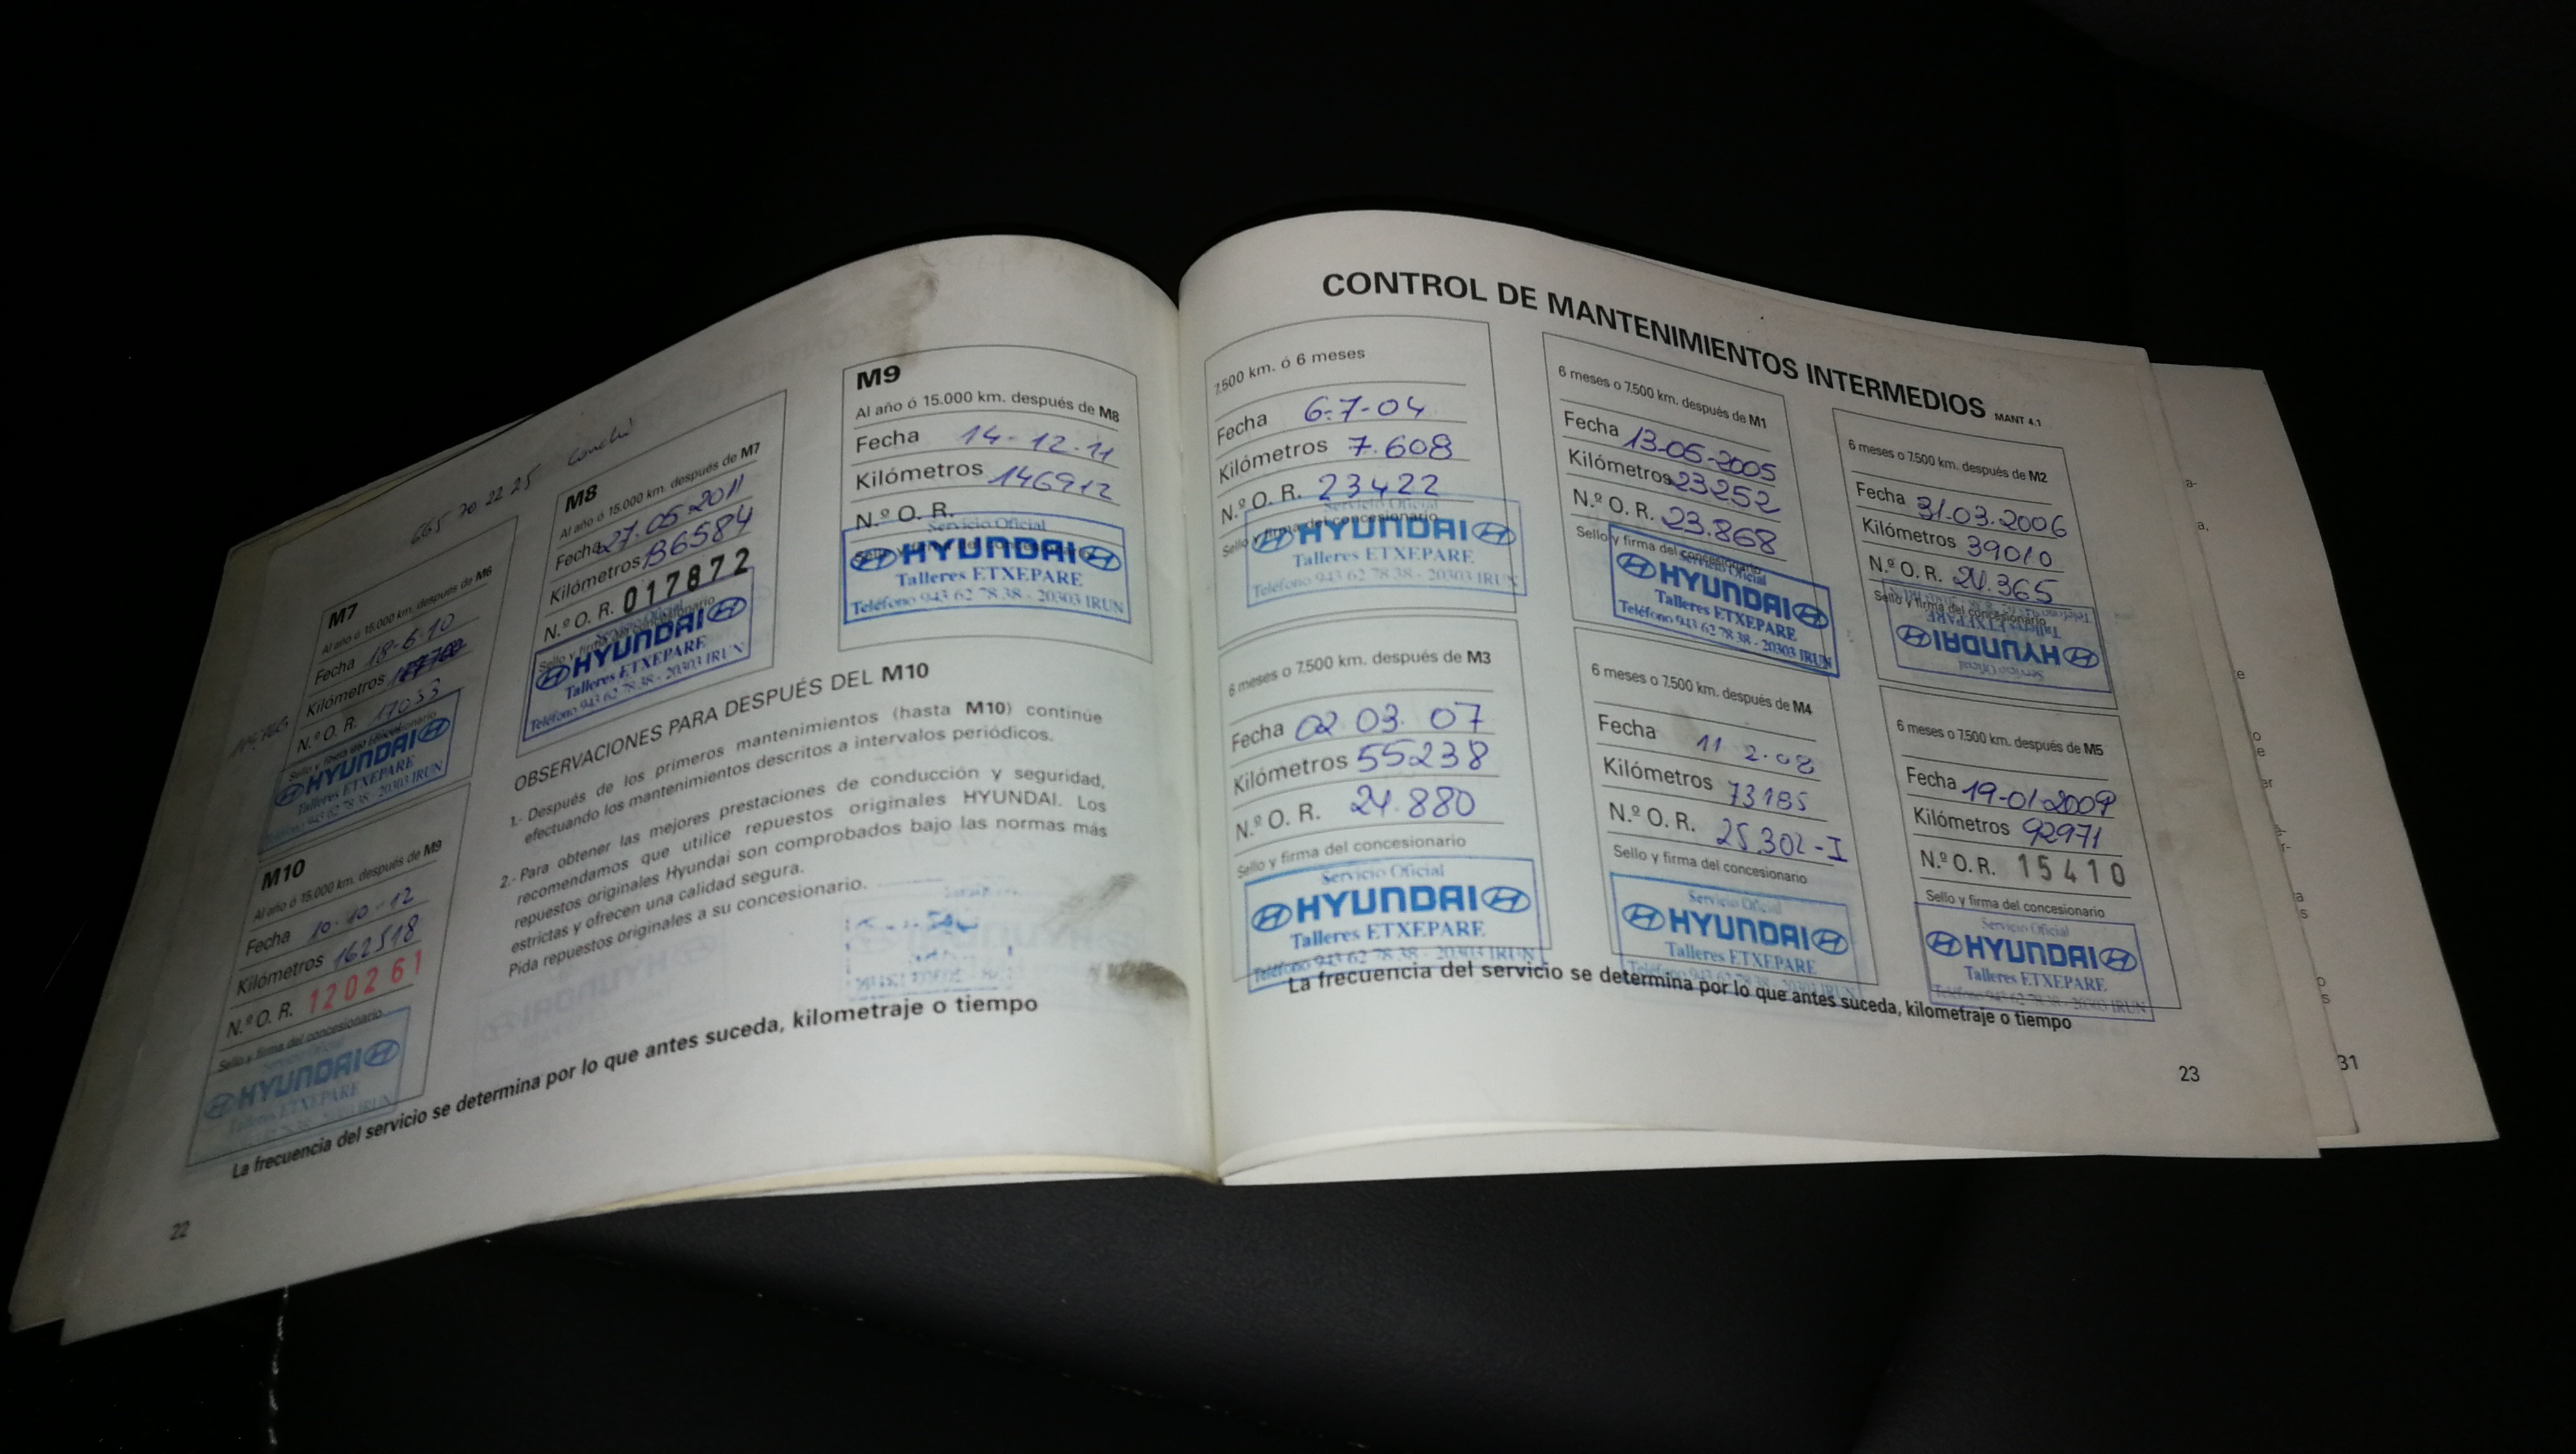 665 70 22 25 Conchi
M7
Al año ó 15.000 km. después de M6
Fecha 18-6-10
Kilómetros
N.º O. R. 17053
Sello y firma del concesionario
HYUNDAI
Talleres ETXEPARE
Teléfono 943 62 78 38 - 20303 IRUN
M8
Al año ó 15.000 km. después de M7
Fecha 27.05.2011
Kilómetros 136584
N.º O. R. 017872
Sello y firma del concesionario
Servicio Oficial
HYUNDAI
Talleres ETXEPARE
Teléfono 943 62 78 38 - 20303 IRUN
M9
Al año ó 15.000 km. después de M8
Fecha 14-12-11
Kilómetros 146912
N.º O. R.
Sello y firma del concesionario
Servicio Oficial
HYUNDAI
Talleres ETXEPARE
Teléfono 943 62 78 38 - 20303 IRUN
M10
Al año ó 15.000 km. después de M9
Fecha 10-10-12
Kilómetros 162518
N.º O. R. 120261
Sello y firma del concesionario
Servicio Oficial
HYUNDAI
Talleres ETXEPARE
OBSERVACIONES PARA DESPUÉS DEL M10
1.- Después de los primeros mantenimientos (hasta M10) continúe
efectuando los mantenimientos descritos a intervalos periódicos.
2.- Para obtener las mejores prestaciones de conducción y seguridad,
recomendamos que utilice repuestos originales HYUNDAI. Los
repuestos originales Hyundai son comprobados bajo las normas más
estrictas y ofrecen una calidad segura.
Pida repuestos originales a su concesionario.
La frecuencia del servicio se determina por lo que antes suceda, kilometraje o tiempo
22
CONTROL DE MANTENIMIENTOS INTERMEDIOS MANT 4.1
7.500 km. ó 6 meses
Fecha 6-7-04
Kilómetros 7.608
N.º O. R. 23422
Sello y firma del concesionario
Servicio Oficial
HYUNDAI
Talleres ETXEPARE
Teléfono 943 62 78 38 - 20303 IRUN
6 meses o 7.500 km. después de M1
Fecha 13-05-2005
Kilómetros 23252
N.º O. R. 23.868
Sello y firma del concesionario
Servicio Oficial
HYUNDAI
Talleres ETXEPARE
Teléfono 943 62 78 38 - 20303 IRUN
6 meses o 7.500 km. después de M2
Fecha 31.03.2006
Kilómetros 39010
N.º O. R. 24.365
Sello y firma del concesionario
Servicio Oficial
HYUNDAI
Talleres ETXEPARE
6 meses o 7.500 km. después de M3
Fecha 02 03. 07
Kilómetros 55238
N.º O. R. 24.880
Sello y firma del concesionario
Servicio Oficial
HYUNDAI
Talleres ETXEPARE
Teléfono 943 62 78 38 - 20303 IRUN
6 meses o 7.500 km. después de M4
Fecha 11 2-08
Kilómetros 73185
N.º O. R. 25.302-I
Sello y firma del concesionario
Servicio Oficial
HYUNDAI
Talleres ETXEPARE
6 meses o 7.500 km. después de M5
Fecha 19-01-2009
Kilómetros 92971
N.º O. R. 15410
Sello y firma del concesionario
Servicio Oficial
HYUNDAI
Talleres ETXEPARE
Teléfono 943 62 78 38 - 20303 IRUN
La frecuencia del servicio se determina por lo que antes suceda, kilometraje o tiempo
23
31